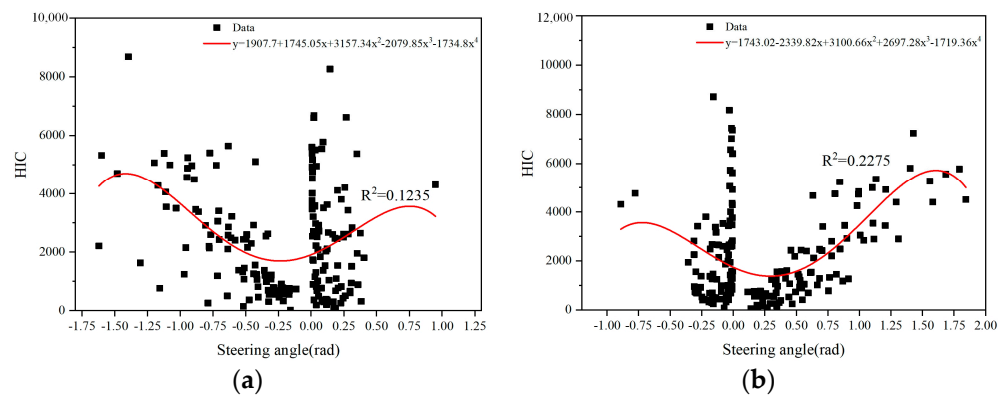 10,000
8000
6000
4000
2000
0
HIC
Data
y=1907.7+1745.05x+3157.34x²-2079.85x³-1734.8x⁴
R²=0.1235
-1.75 -1.50 -1.25 -1.00 -0.75 -0.50 -0.25 0.00 0.25 0.50 0.75 1.00 1.25
Steering angle(rad)
(a)
12,000
10000
8000
6000
4000
2000
0
HIC
Data
y=1743.02-2339.82x+3100.66x²+2697.28x³-1719.36x⁴
R²=0.2275
-1.00 -0.75 -0.50 -0.25 0.00 0.25 0.50 0.75 1.00 1.25 1.50 1.75 2.00
Steering angle(rad)
(b)